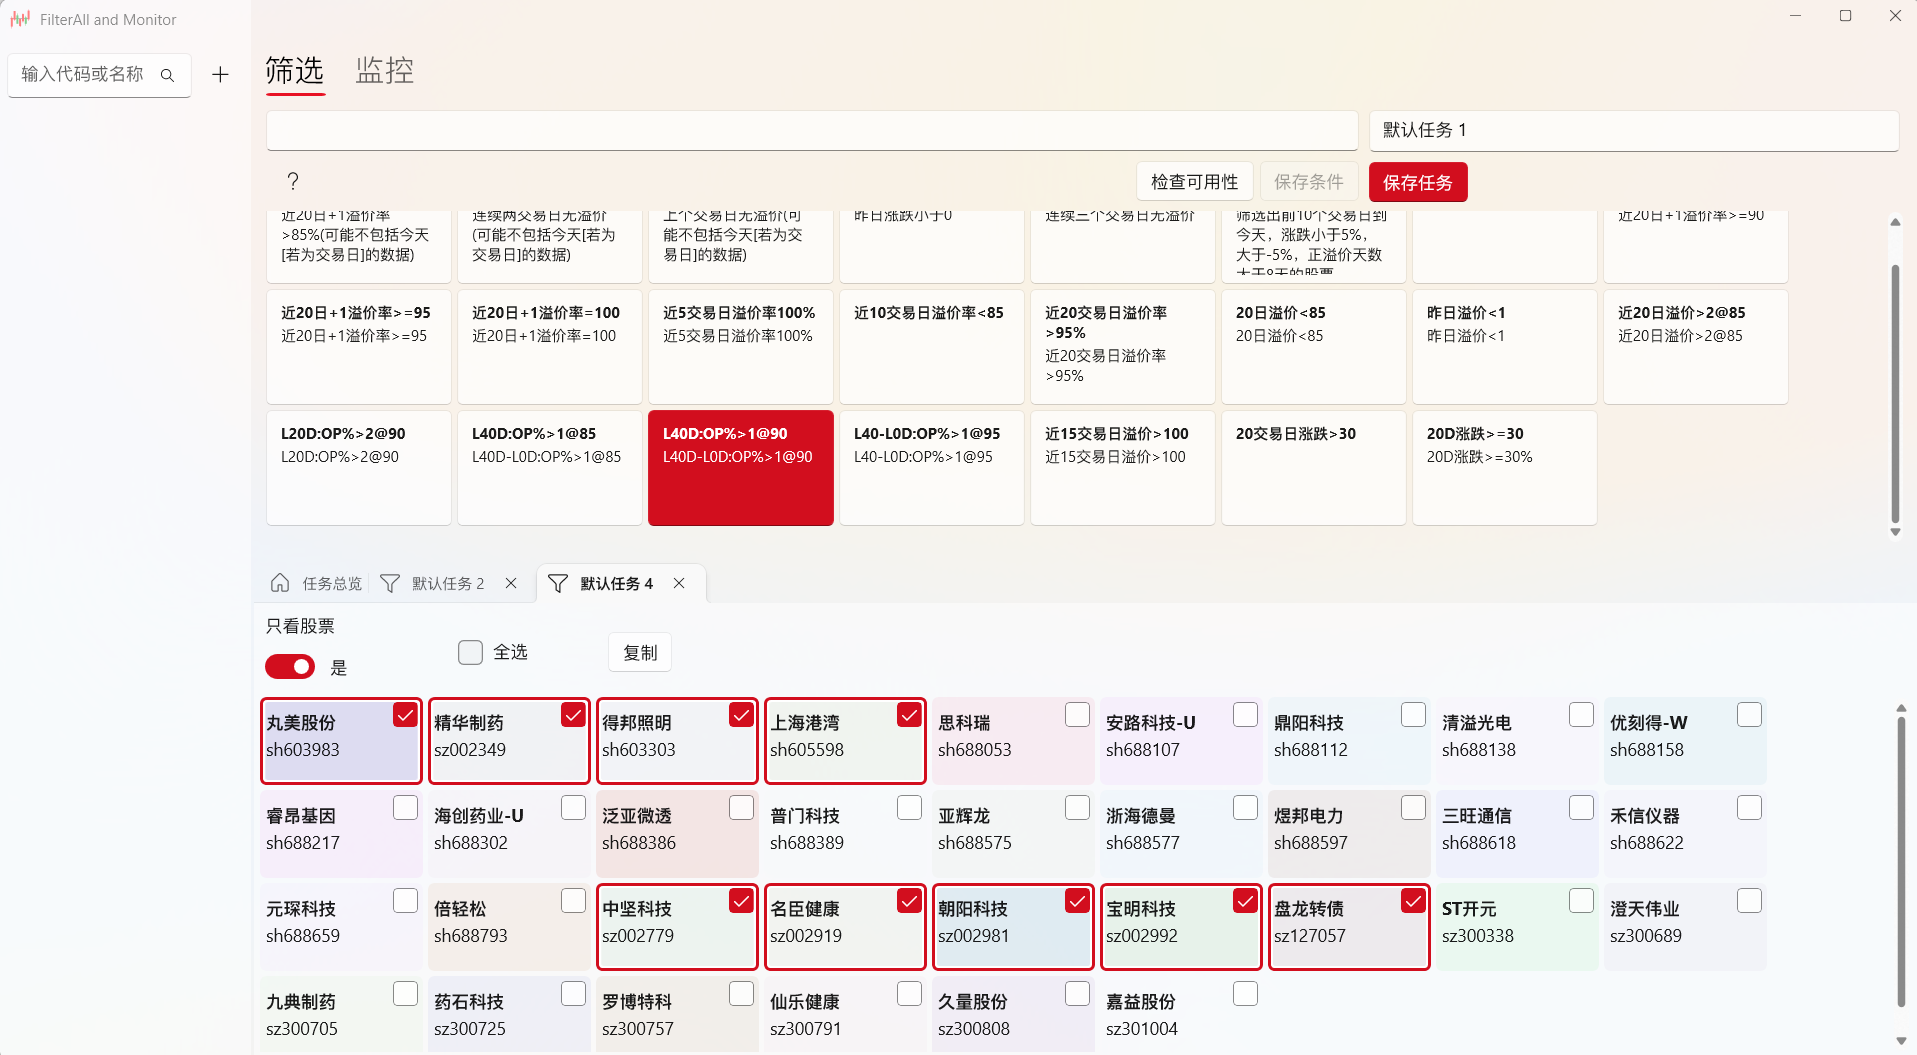 FilterAll and Monitor
输入代码或名称
筛选
监控
默认任务 1
?
检查可用性
保存条件
保存任务
近20日+1溢价率
>85%(可能不包括今天
[若为交易日]的数据)
连续两交易日无溢价
(可能不包括今天[若为
交易日]的数据)
上个交易日无溢价(可
能不包括今天[若为交
易日]的数据)
昨日涨跌小于0
连续三个交易日无溢价
筛选出前10个交易日到
今天，涨跌小于5%，
大于-5%，正溢价天数
大于8天的股票
近20日+1溢价率>=90
近20日+1溢价率>=95
近20日+1溢价率>=95
近20日+1溢价率=100
近20日+1溢价率=100
近5交易日溢价率100%
近5交易日溢价率100%
近10交易日溢价率<85
近20交易日溢价率
>95%
近20交易日溢价率
>95%
20日溢价<85
20日溢价<85
昨日溢价<1
昨日溢价<1
近20日溢价>2@85
近20日溢价>2@85
L20D:OP%>2@90
L20D:OP%>2@90
L40D:OP%>1@85
L40D-L0D:OP%>1@85
L40D:OP%>1@90
L40D-L0D:OP%>1@90
L40-L0D:OP%>1@95
L40-L0D:OP%>1@95
近15交易日溢价>100
近15交易日溢价>100
20交易日涨跌>30
20D涨跌>=30
20D涨跌>=30%
任务总览
默认任务 2
默认任务 4
只看股票
是
全选
复制
丸美股份
sh603983
精华制药
sz002349
得邦照明
sh603303
上海港湾
sh605598
思科瑞
sh688053
安路科技-U
sh688107
鼎阳科技
sh688112
清溢光电
sh688138
优刻得-W
sh688158
睿昂基因
sh688217
海创药业-U
sh688302
泛亚微透
sh688386
普门科技
sh688389
亚辉龙
sh688575
浙海德曼
sh688577
煜邦电力
sh688597
三旺通信
sh688618
禾信仪器
sh688622
元琛科技
sh688659
倍轻松
sh688793
中坚科技
sz002779
名臣健康
sz002919
朝阳科技
sz002981
宝明科技
sz002992
盘龙转债
sz127057
ST开元
sz300338
澄天伟业
sz300689
九典制药
sz300705
药石科技
sz300725
罗博特科
sz300757
仙乐健康
sz300791
久量股份
sz300808
嘉益股份
sz301004